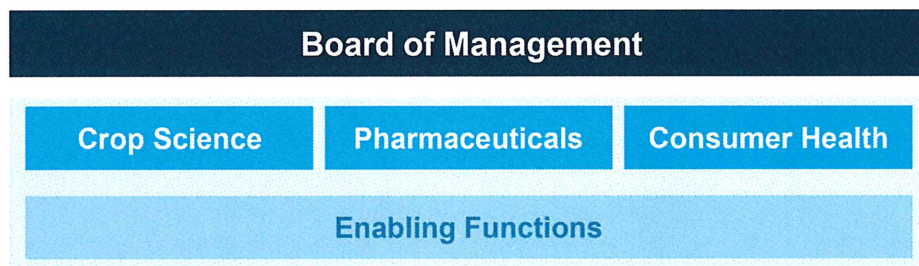 Board of Management
Crop Science
Pharmaceuticals
Consumer Health
Enabling Functions